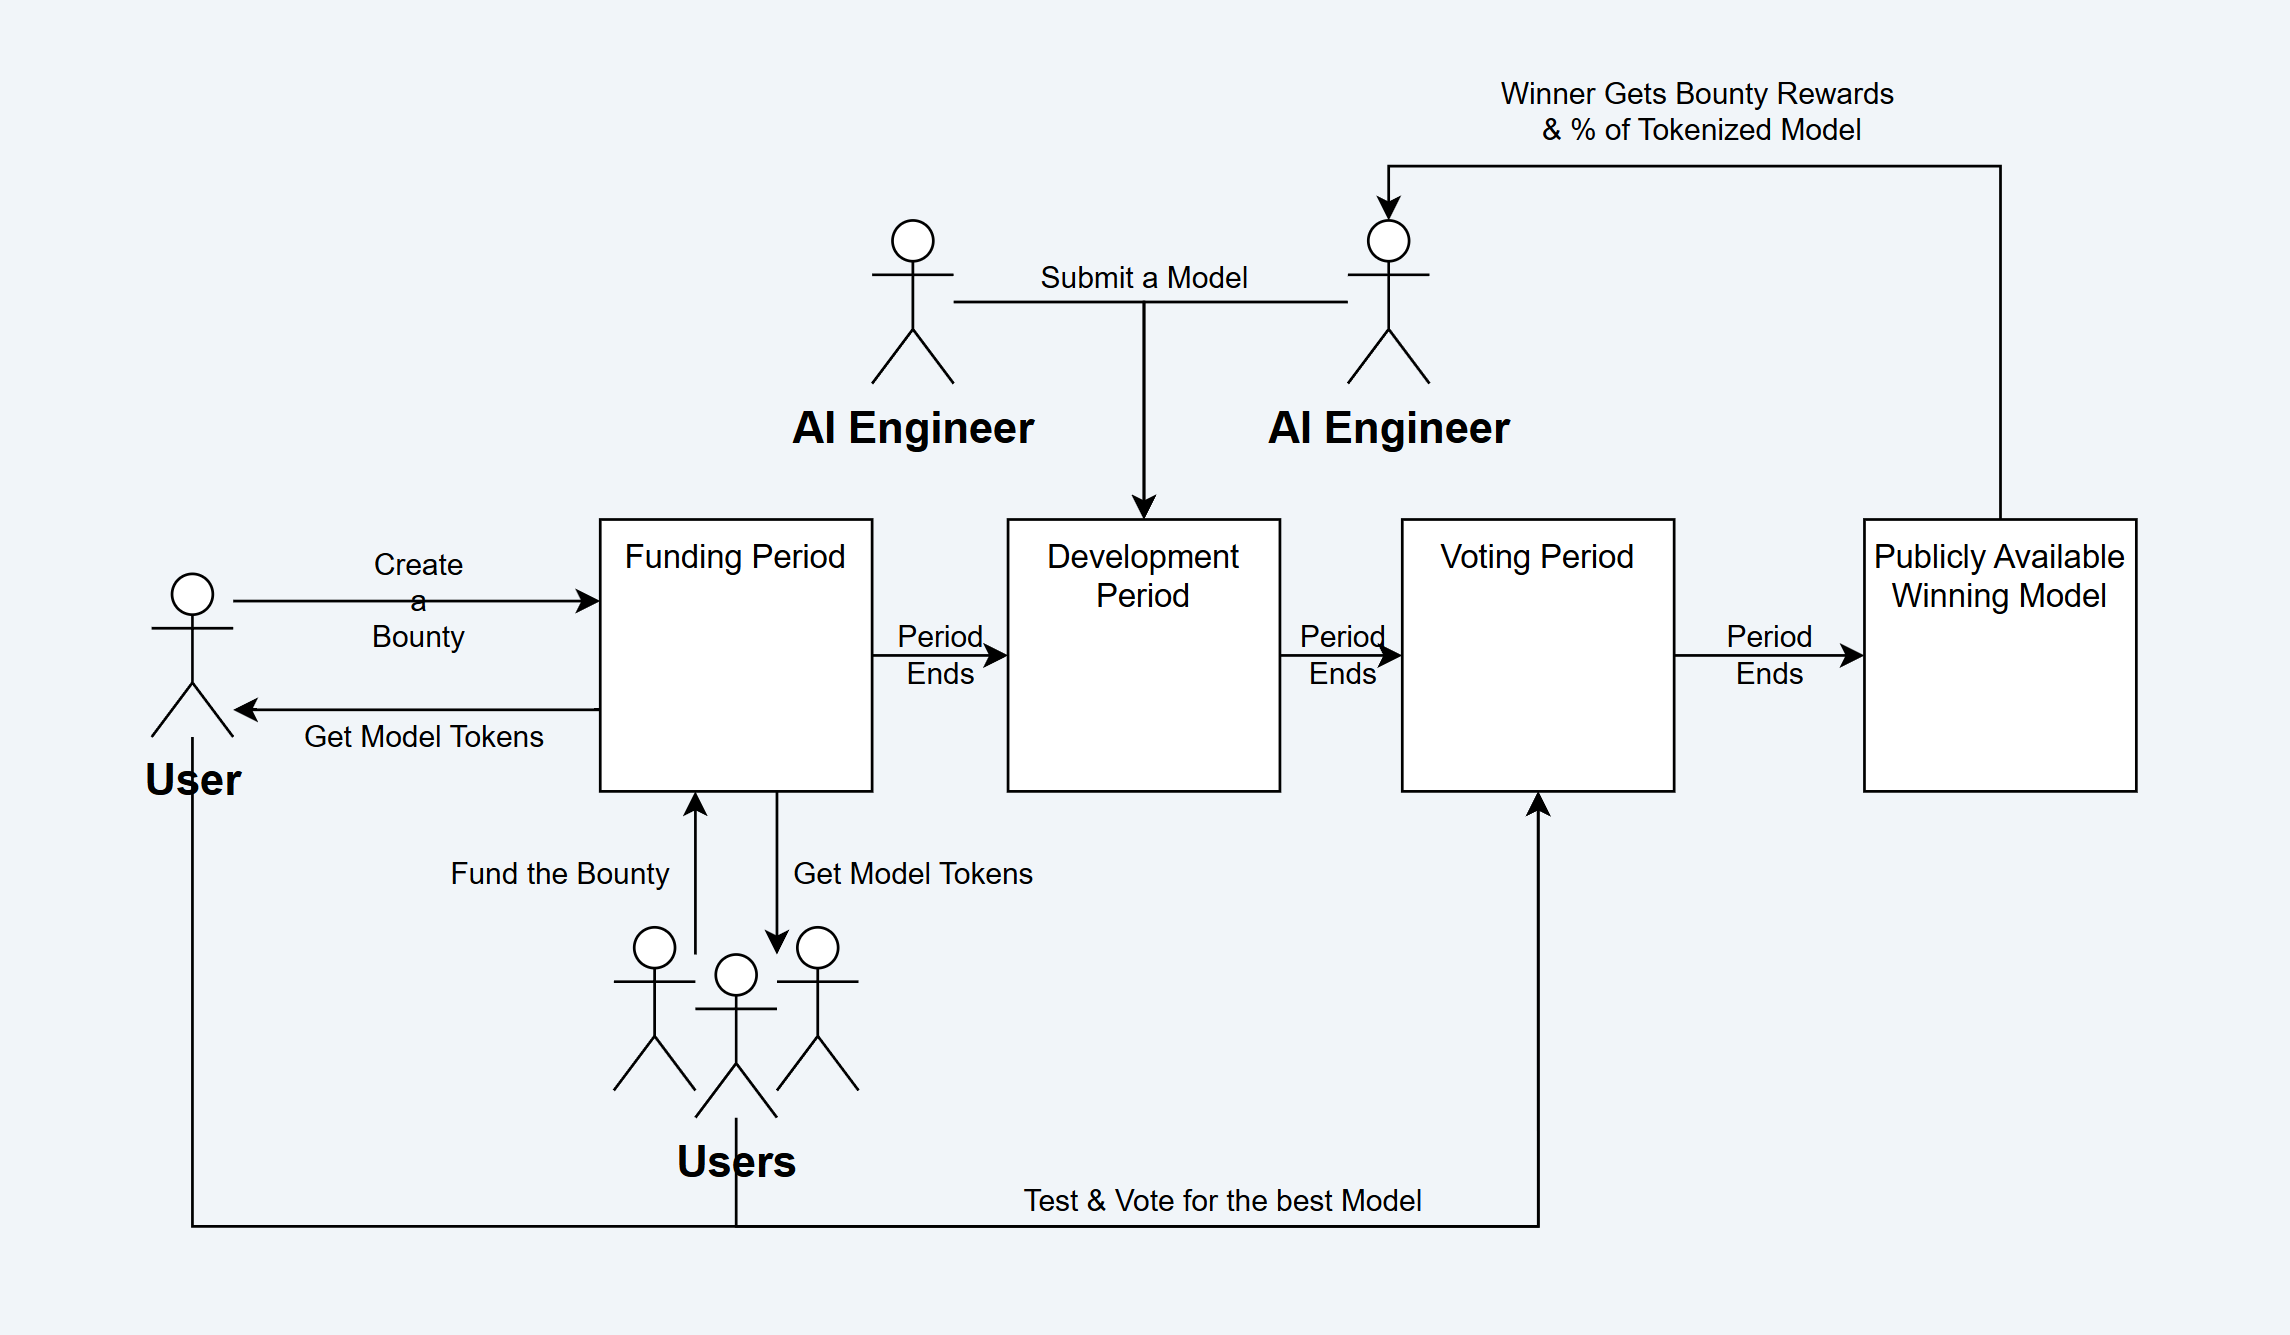 Winner Gets Bounty Rewards
& % of Tokenized Model
Submit a Model
AI Engineer
AI Engineer
Create
a
Bounty
Funding Period
Development
Period
Voting Period
Publicly Available
Winning Model
Period
Ends
Period
Ends
Period
Ends
Get Model Tokens
User
Fund the Bounty
Get Model Tokens
Users
Test & Vote for the best Model